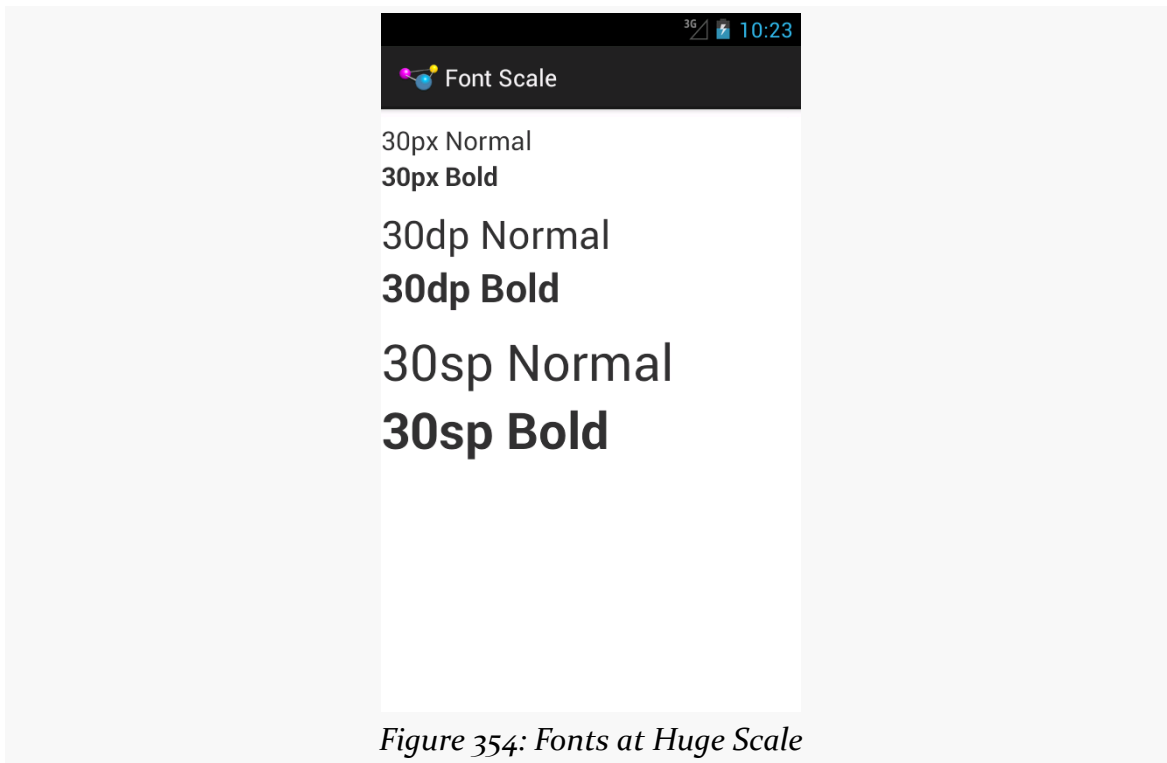 3G 10:23
Font Scale
30px Normal
30px Bold
30dp Normal
30dp Bold
30sp Normal
30sp Bold
Figure 354: Fonts at Huge Scale